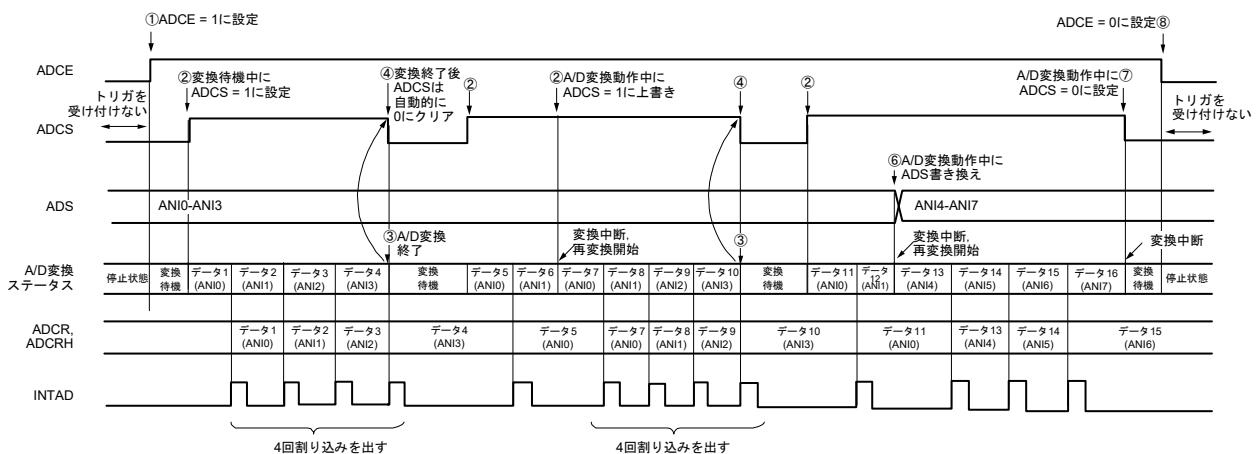 ①ADCE = 1に設定
ADCE = 0に設定⑧
ADCE
②変換待機中に
ADCS = 1に設定
④変換終了後
ADCSは
自動的に
0にクリア
②
②A/D変換動作中に
ADCS = 1に上書き
④
②
A/D変換動作中に⑦
ADCS = 0に設定
トリガを
受け付けない
トリガを
受け付けない
ADCS
⑥A/D変換動作中に
ADS書き換え
ADS
ANI0-ANI3
ANI4-ANI7
③A/D変換
終了
変換中断,
再変換開始
③
変換中断,
再変換開始
変換中断
A/D変換
ステータス
停止状態
変換
待機
データ1
(ANI0)
データ2
(ANI1)
データ3
(ANI2)
データ4
(ANI3)
変換
待機
データ5
(ANI0)
データ6
(ANI1)
データ7
(ANI0)
データ8
(ANI1)
データ9
(ANI2)
データ10
(ANI3)
変換
待機
データ11
(ANI0)
データ
12
(ANI1)
データ13
(ANI4)
データ14
(ANI5)
データ15
(ANI6)
データ16
(ANI7)
変換
待機
停止状態
ADCR,
ADCRH
データ1
(ANI0)
データ2
(ANI1)
データ3
(ANI2)
データ4
(ANI3)
データ5
(ANI0)
データ7
(ANI0)
データ8
(ANI1)
データ9
(ANI2)
データ10
(ANI3)
データ11
(ANI0)
データ13
(ANI4)
データ14
(ANI5)
データ15
(ANI6)
INTAD
4回割り込みを出す
4回割り込みを出す